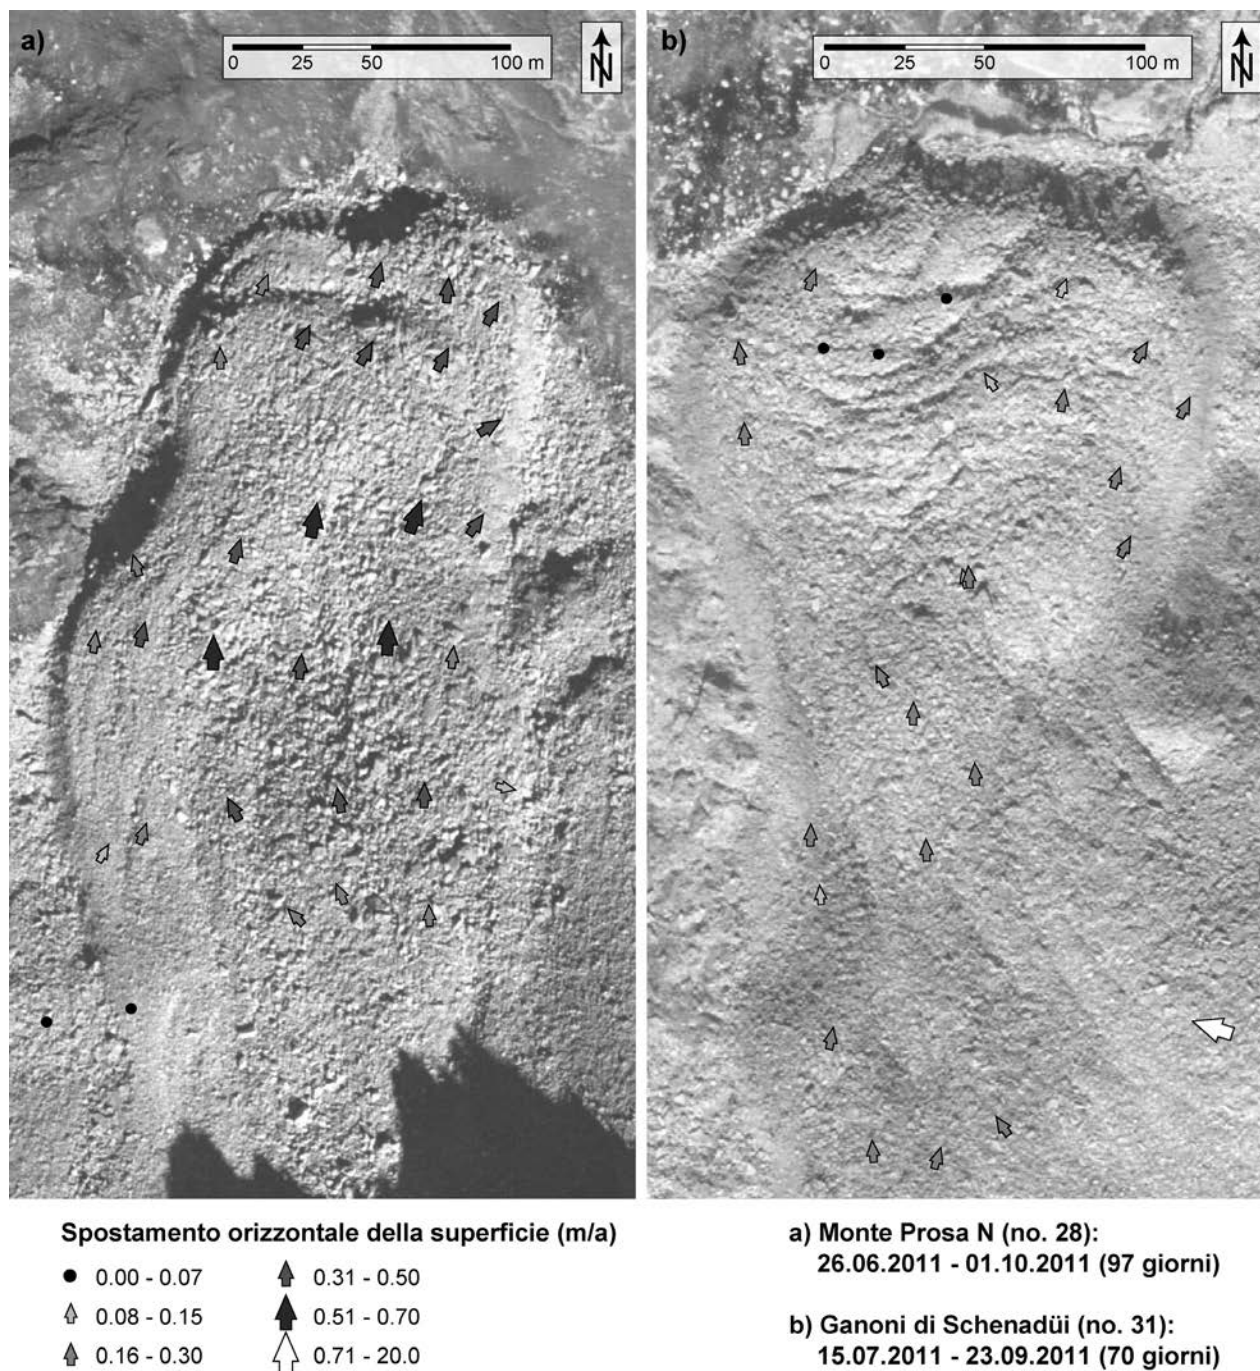 a)
0 25 50 100 m
N
b)
0 25 50 100 m
N
Spostamento orizzontale della superficie (m/a)
0.00 - 0.07
0.08 - 0.15
0.16 - 0.30
0.31 - 0.50
0.51 - 0.70
0.71 - 20.0
a) Monte Prosa N (no. 28):
26.06.2011 - 01.10.2011 (97 giorni)
b) Ganoni di Schenadüi (no. 31):
15.07.2011 - 23.09.2011 (70 giorni)